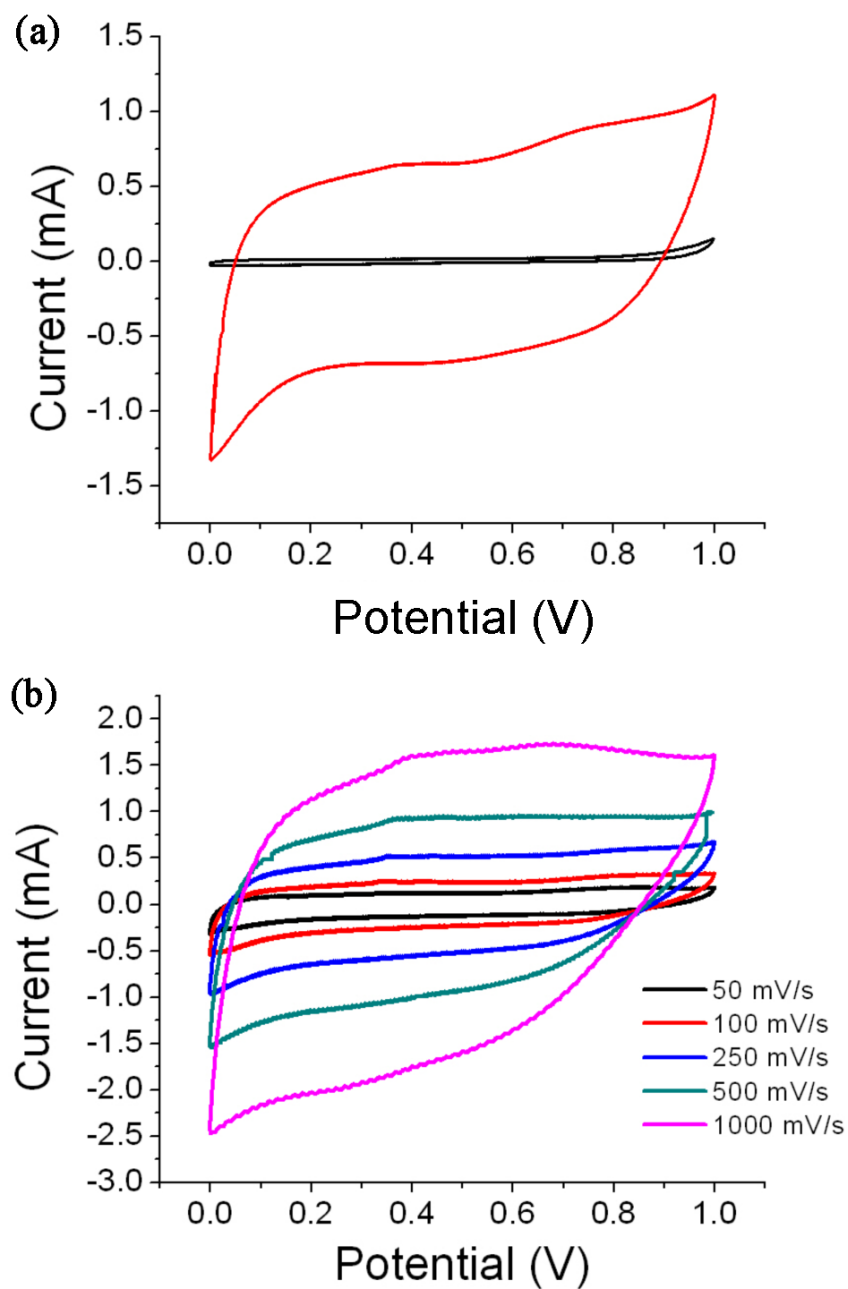 (a)
1.5
1.0
0.5
0.0
-0.5
-1.0
-1.5
Current (mA)
0.0 0.2 0.4 0.6 0.8 1.0
Potential (V)
(b)
2.0
1.5
1.0
0.5
0.0
-0.5
-1.0
-1.5
-2.0
-2.5
-3.0
Current (mA)
50 mV/s
100 mV/s
250 mV/s
500 mV/s
1000 mV/s
0.0 0.2 0.4 0.6 0.8 1.0
Potential (V)